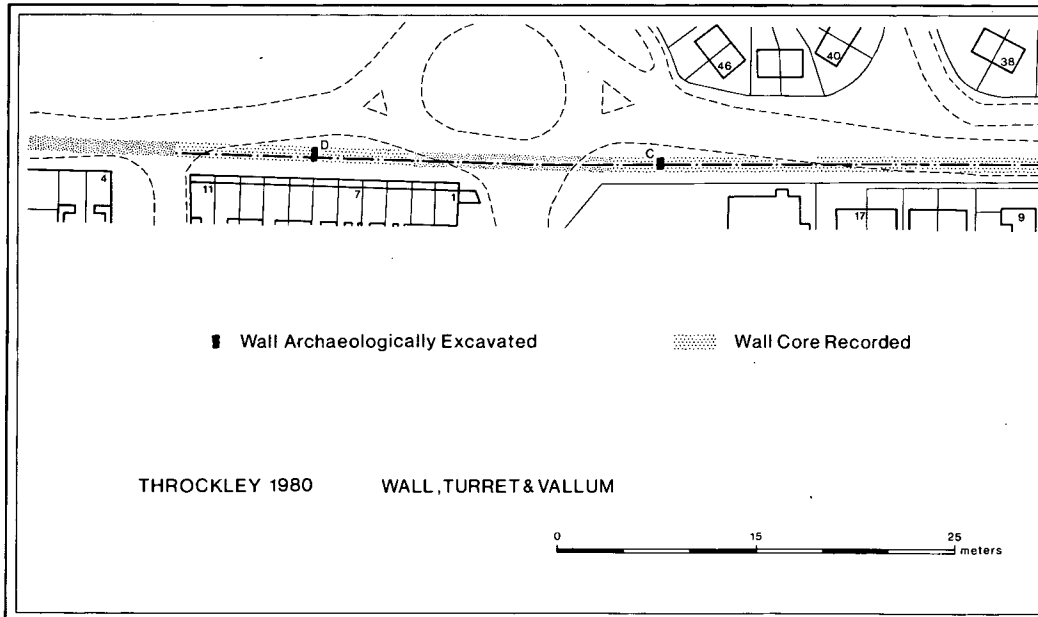 46
40
38
D
C
4
11
7
1
17
9
Wall Archaeologically Excavated
Wall Core Recorded
THROCKLEY 1980 WALL, TURRET & VALLUM
0 15 25
meters